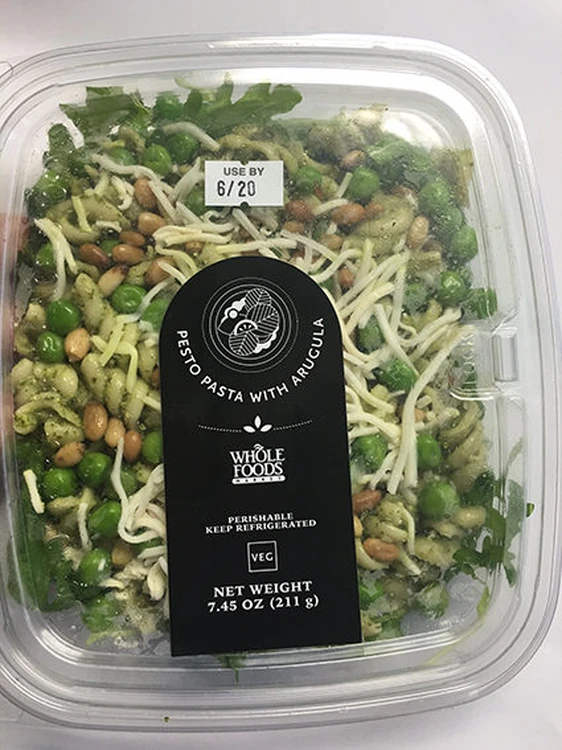 USE BY
6/20
PESTO PASTA WITH ARUGULA
WHOLE
FOODS
MARKET
PERISHABLE
KEEP REFRIGERATED
VEG
NET WEIGHT
7.45 OZ (211 g)